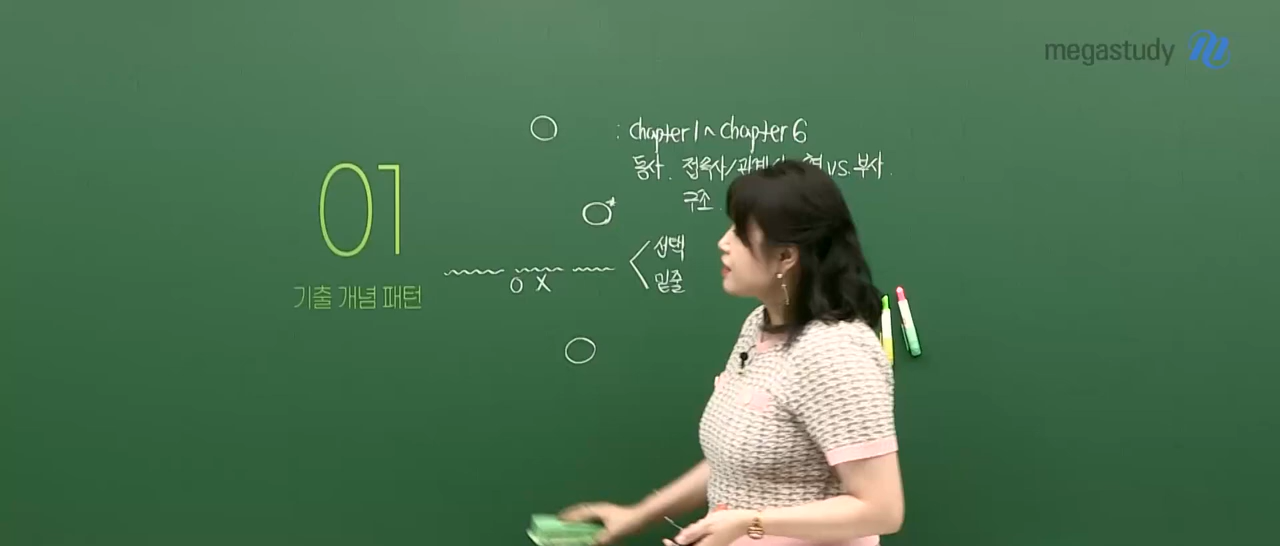 megastudy
01
기출 개념 패턴
: chapter 1 ~ chapter 6
동사. 접속사/관계사 vs. 부사.
구조.
선택
밑줄
O X